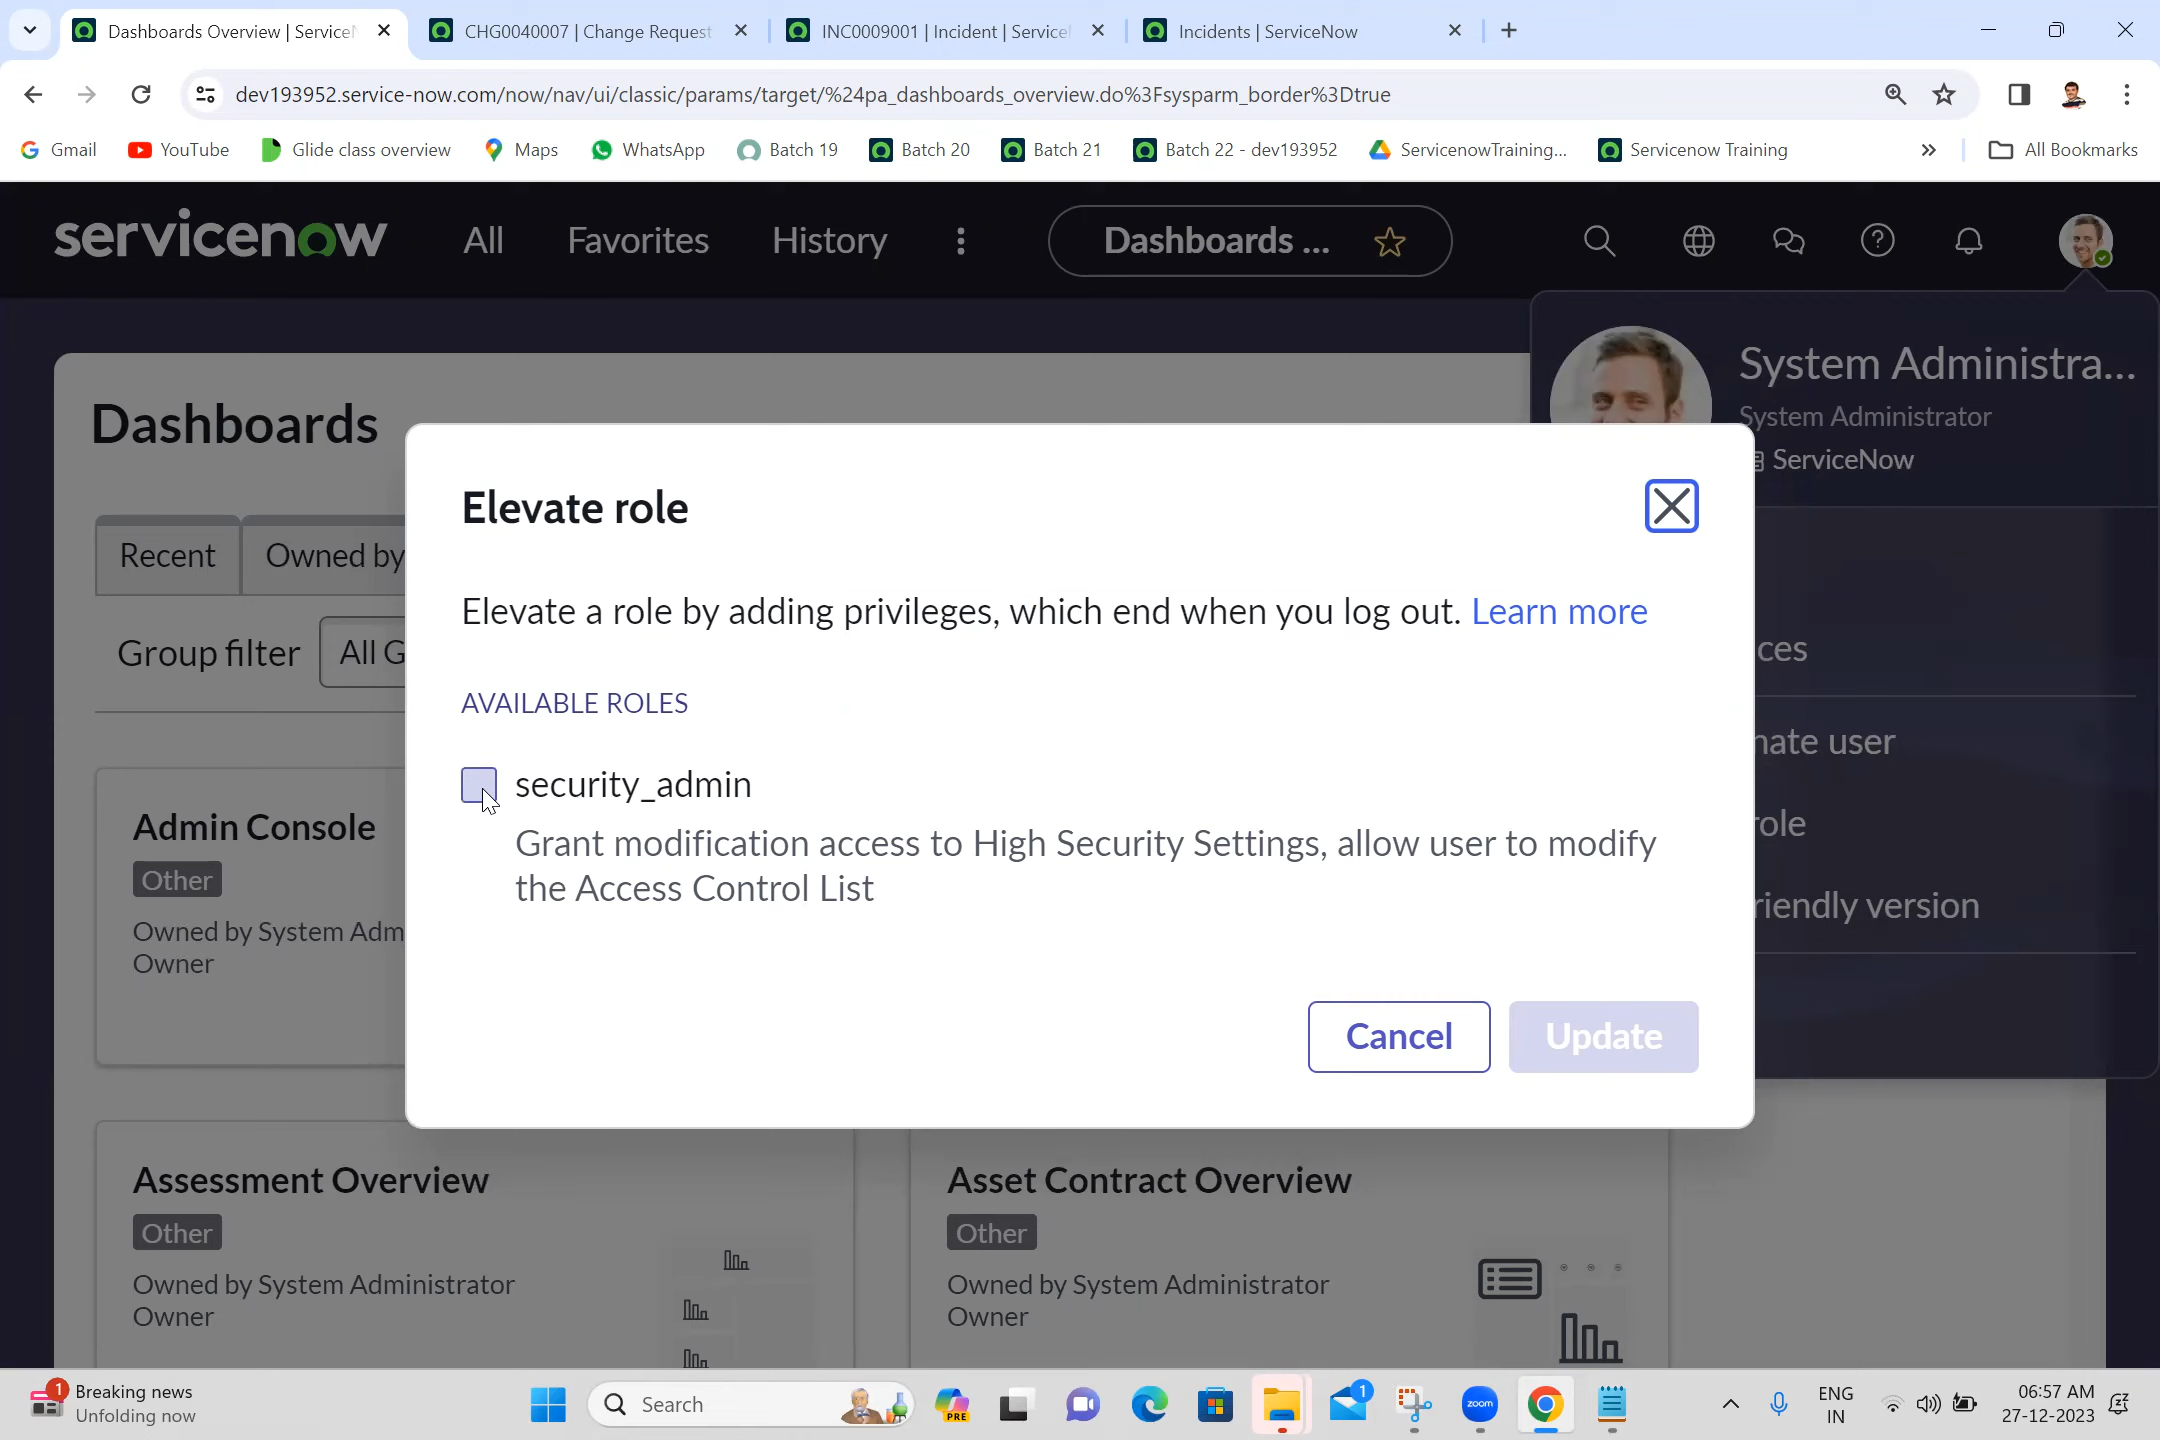 Dashboards Overview | Service
CHG0040007 | Change Request
INC0009001 | Incident | Service
Incidents | ServiceNow
dev193952.service-now.com/now/nav/ui/classic/params/target/%24pa_dashboards_overview.do%3Fsysparm_border%3Dtrue
Gmail
YouTube
Glide class overview
Maps
WhatsApp
Batch 19
Batch 20
Batch 21
Batch 22 - dev193952
ServicenowTraining...
Servicenow Training
All Bookmarks
servicenow
All
Favorites
History
Dashboards ...
System Administra...
System Administrator
ServiceNow
Dashboards
Recent
Owned by
Group filter
All G
Elevate role
Elevate a role by adding privileges, which end when you log out. Learn more
AVAILABLE ROLES
security_admin
Grant modification access to High Security Settings, allow user to modify
the Access Control List
Cancel
Update
ces
nate user
role
riendly version
Admin Console
Other
Owned by System Adm
Owner
Assessment Overview
Other
Owned by System Administrator
Owner
Asset Contract Overview
Other
Owned by System Administrator
Owner
1
Breaking news
Unfolding now
Search
PRE
1
zoom
ENG
IN
06:57 AM
27-12-2023